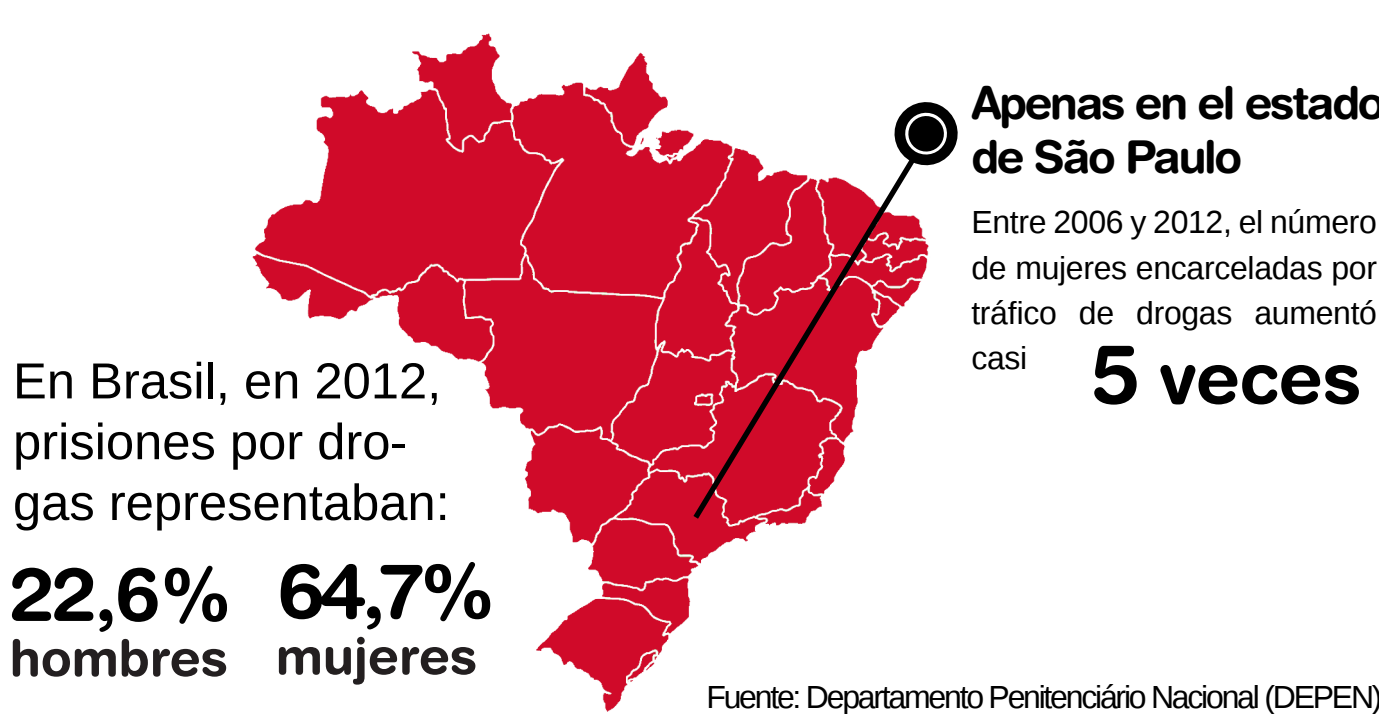 Apenas en el estado
de São Paulo
Entre 2006 y 2012, el número
de mujeres encarceladas por
tráfico de drogas aumentó
casi 5 veces
En Brasil, en 2012,
prisiones por dro-
gas representaban:
22,6% 64,7%
hombres mujeres
Fuente: Departamento Penitenciário Nacional (DEPEN)